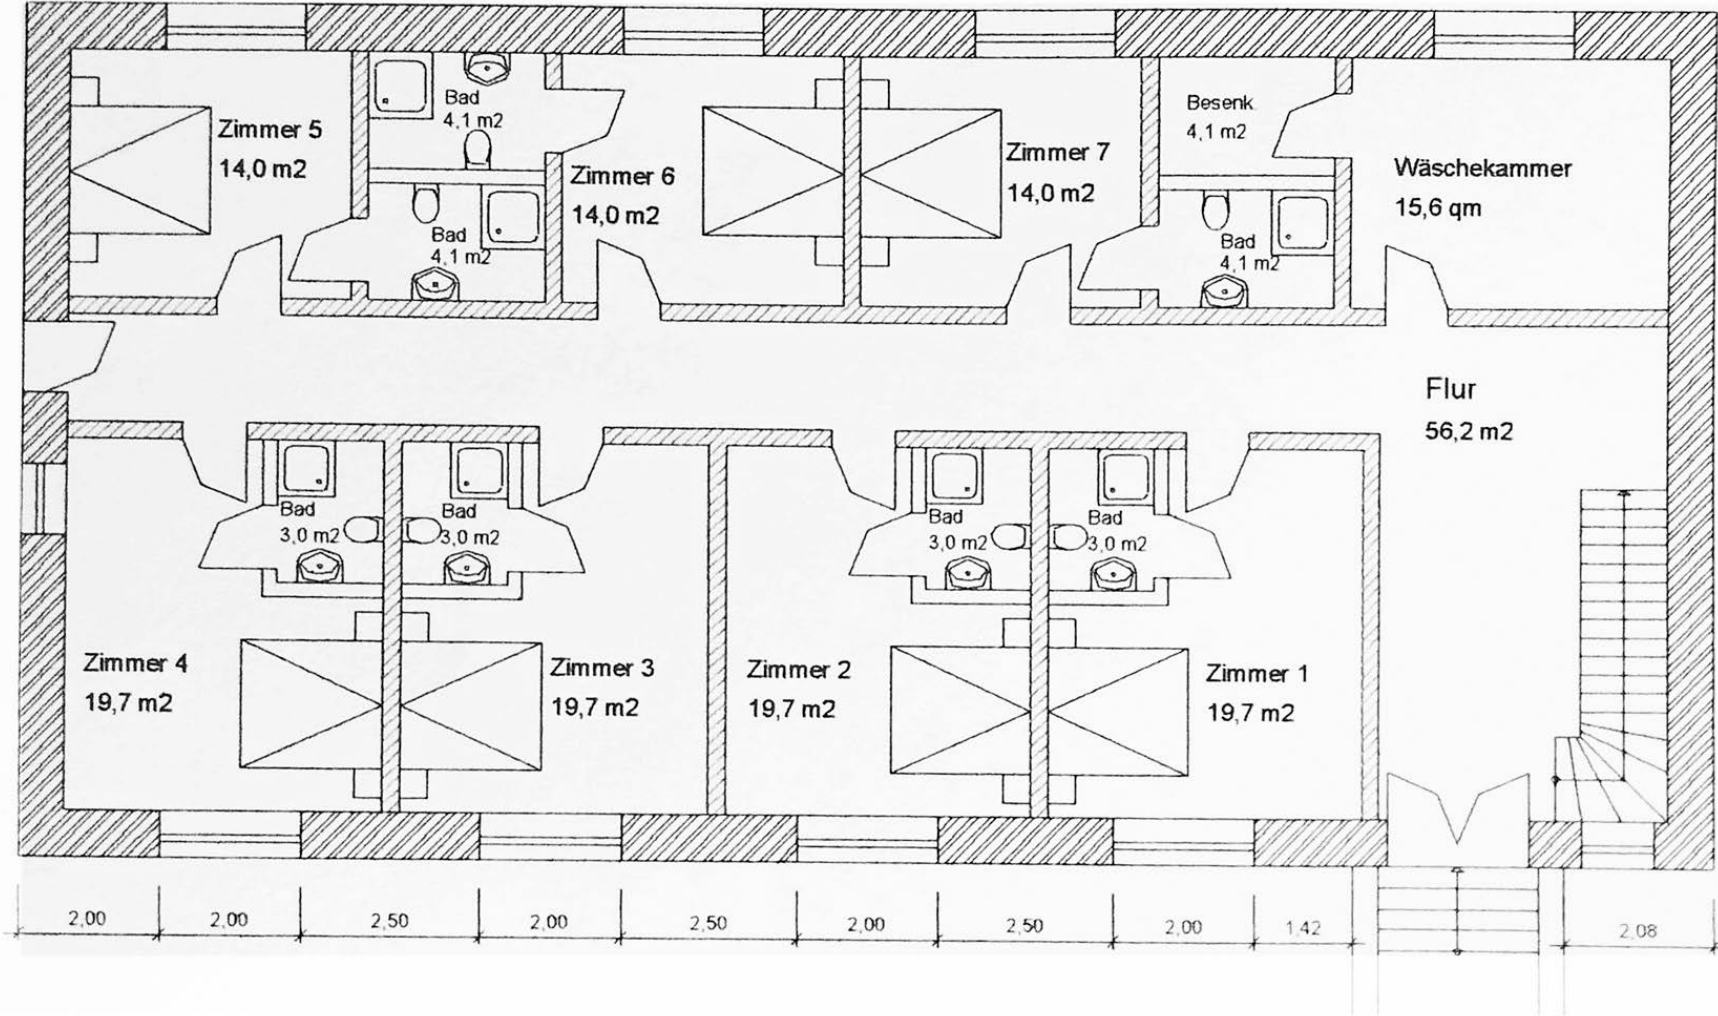 Zimmer 5
14,0 m2
Bad
4,1 m2
Bad
4,1 m2
Zimmer 6
14,0 m2
Zimmer 7
14,0 m2
Besenk
4,1 m2
Bad
4,1 m2
Wäschekammer
15,6 qm
Flur
56,2 m2
Bad
3,0 m2
Bad
3,0 m2
Bad
3,0 m2
Bad
3,0 m2
Zimmer 4
19,7 m2
Zimmer 3
19,7 m2
Zimmer 2
19,7 m2
Zimmer 1
19,7 m2
2,00 2,00 2,50 2,00 2,50 2,00 2,50 2,00 1,42 2,08